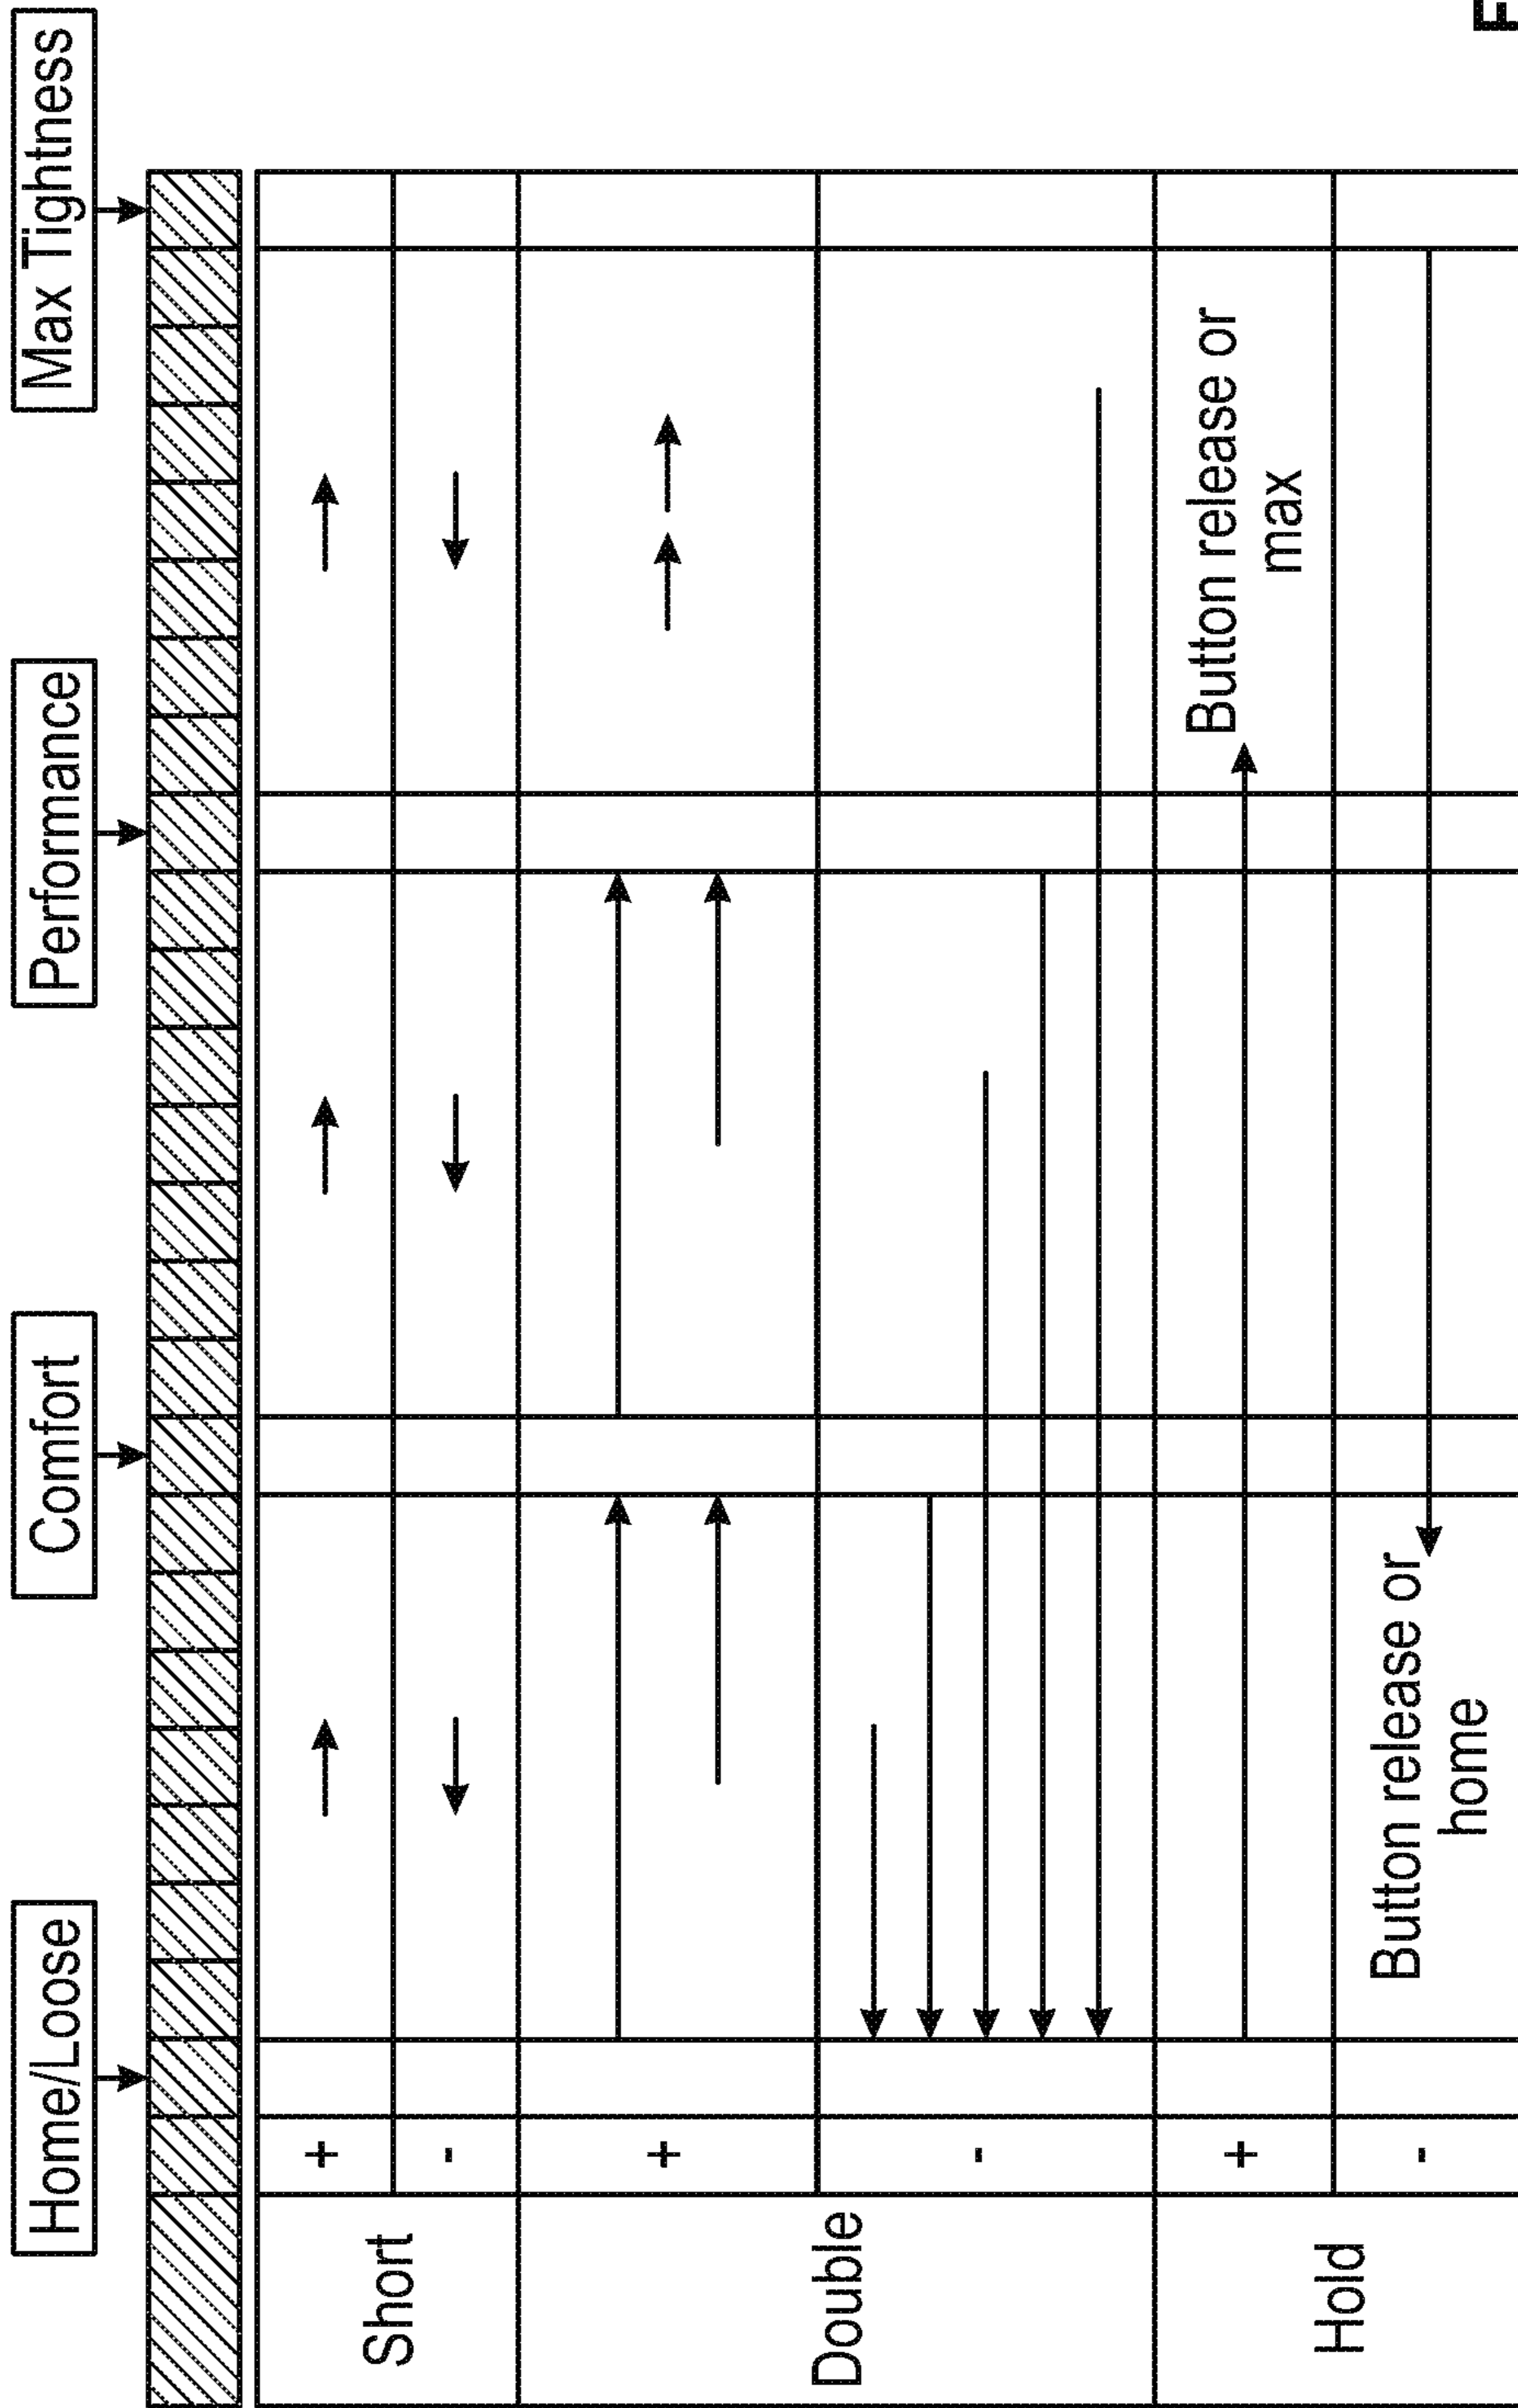 Home/Loose
Comfort
Performance
Max Tightness
Short
+
-
Double
+
-
Hold
+
Button release or
max
-
Button release or
home
F